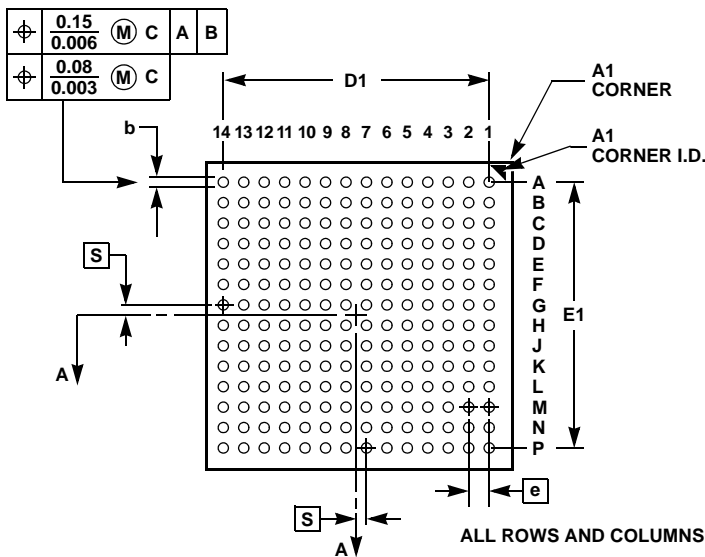 ⌖ 0.15 / 0.006 Ⓜ C A B
⌖ 0.08 / 0.003 Ⓜ C
D1
A1
CORNER
b
14 13 12 11 10 9 8 7 6 5 4 3 2 1
A1
CORNER I.D.
A
B
C
D
E
F
G
H
J
K
L
M
N
P
S
E1
A
e
S
A
ALL ROWS AND COLUMNS